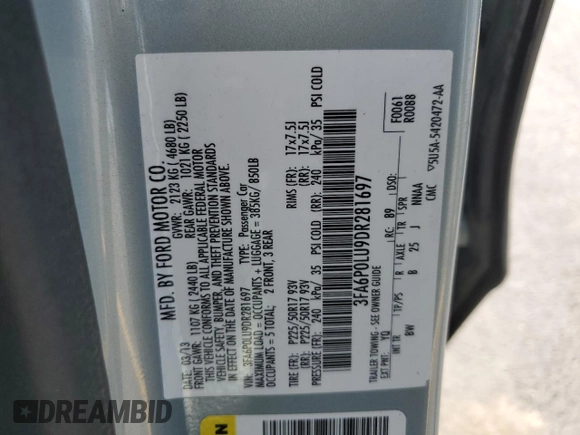 MFD. BY FORD MOTOR CO.
DATE: 03/13 GVWR: 2123 KG ( 4680 LB)
FRONT GAWR: 1107 KG ( 2440 LB) REAR GAWR: 1021 KG ( 2250 LB)
THIS VEHICLE CONFORMS TO ALL APPLICABLE FEDERAL MOTOR
VEHICLE SAFETY, BUMPER, AND THEFT PREVENTION STANDARDS
IN EFFECT ON THE DATE OF MANUFACTURE SHOWN ABOVE.
VIN: 3FA6P0LU9DR281697 TYPE: Passenger Car
MAXIMUM LOAD = OCCUPANTS + LUGGAGE = 385KG/ 850LB
OCCUPANTS = 5 TOTAL: 2 FRONT, 3 REAR
TIRE (FR): P225/50R17 93V RIMS (FR): 17x7.5J
(RR): P225/50R17 93V (RR): 17x7.5J
PRESSURE (FR): 240 kPa/ 35 PSI COLD (RR): 240 kPa/ 35 PSI COLD
3FA6P0LU9DR281697
TRAILER TOWING - SEE OWNER GUIDE
F0061
R0088
EXT PNT: YQ RC: B9 DSO:
INT TR TP/PS R AXLE TR SPR
BW B 25 J NNAA
CMC 5U5A-5420472-AA
DREAMBID